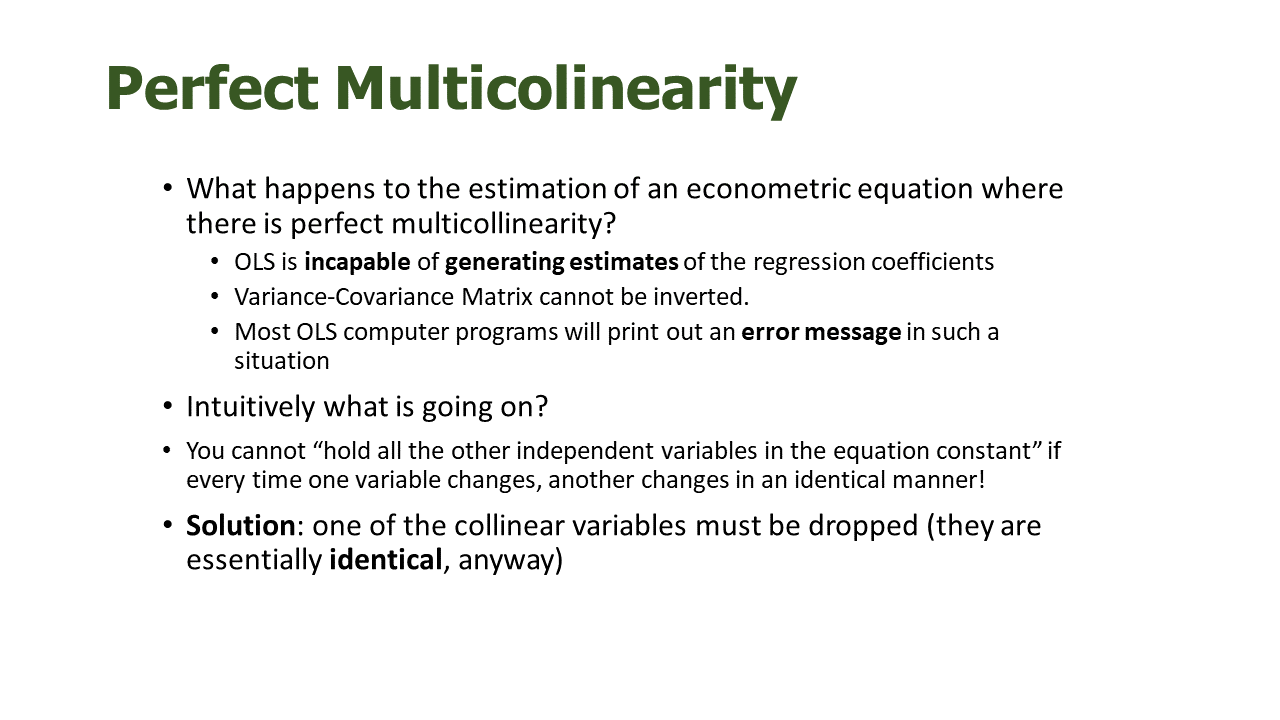 Perfect Multicolinearity
• What happens to the estimation of an econometric equation where
there is perfect multicollinearity?
• OLS is incapable of generating estimates of the regression coefficients
• Variance-Covariance Matrix cannot be inverted.
• Most OLS computer programs will print out an error message in such a
situation
• Intuitively what is going on?
• You cannot “hold all the other independent variables in the equation constant” if
every time one variable changes, another changes in an identical manner!
• Solution: one of the collinear variables must be dropped (they are
essentially identical, anyway)